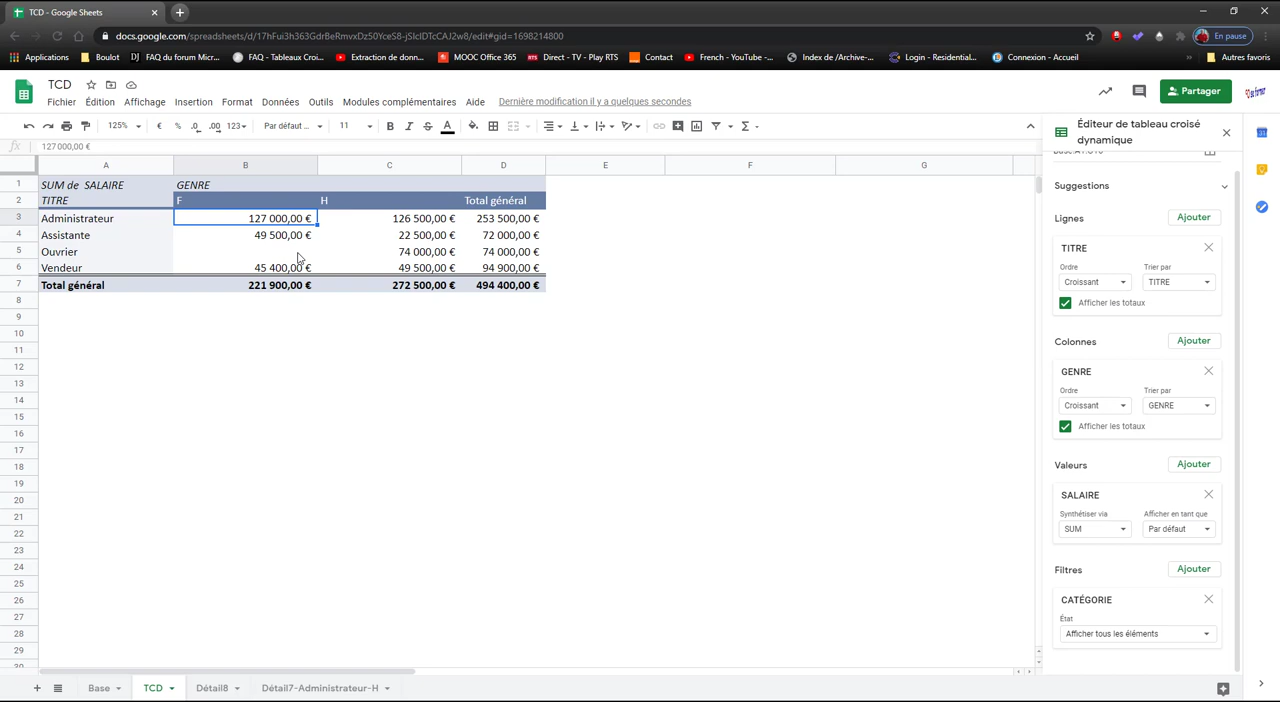 TCD - Google Sheets
docs.google.com/spreadsheets/d/17hFui3h363GdrBeRmvxDz50YceS8-jSIcIDTcCAJ2w8/edit#gid=1698214800
En pause
Applications
Boulot
FAQ du forum Micr...
FAQ - Tableaux Croi...
Extraction de donn...
MOOC Office 365
Direct - TV - Play RTS
Contact
French - YouTube -...
Index de /Archive-...
Login - Residential...
Connexion - Accueil
»
Autres favoris
TCD
Fichier Édition Affichage Insertion Format Données Outils Modules complémentaires Aide Dernière modification il y a quelques secondes
Partager
125% € % .0 .00 123 Par défaut ... 11
127 000,00 €
A B C D E F G
1 SUM de SALAIRE GENRE
2 TITRE F H Total général
3 Administrateur 127 000,00 € 126 500,00 € 253 500,00 €
4 Assistante 49 500,00 € 22 500,00 € 72 000,00 €
5 Ouvrier 74 000,00 € 74 000,00 €
6 Vendeur 45 400,00 € 49 500,00 € 94 900,00 €
7 Total général 221 900,00 € 272 500,00 € 494 400,00 €
8
9
10
11
12
13
14
15
16
17
18
19
20
21
22
23
24
25
26
27
28
29
30
Éditeur de tableau croisé
dynamique
Suggestions
Lignes Ajouter
TITRE
Ordre Trier par
Croissant TITRE
Afficher les totaux
Colonnes Ajouter
GENRE
Ordre Trier par
Croissant GENRE
Afficher les totaux
Valeurs Ajouter
SALAIRE
Synthétiser via Afficher en tant que
SUM Par défaut
Filtres Ajouter
CATÉGORIE
État
Afficher tous les éléments
Base TCD Détail8 Détail7-Administrateur-H